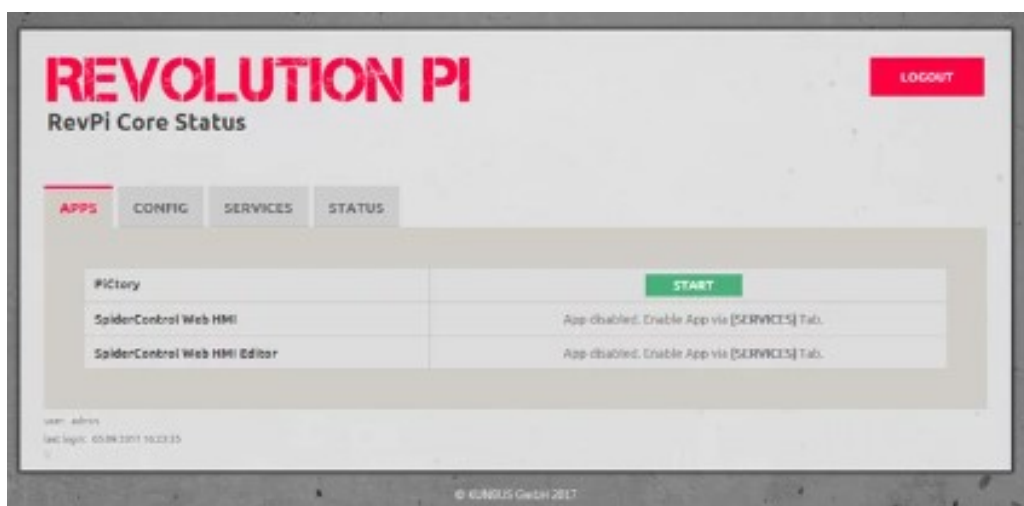 REVOLUTION PI
LOGOUT
RevPi Core Status
APPS CONFIG SERVICES STATUS
PiCtory START
SpiderControl Web HMI App disabled. Enable App via [SERVICES] Tab.
SpiderControl Web HMI Editor App disabled. Enable App via [SERVICES] Tab.
user: admin
last login:
© KUNBUS GmbH 2017